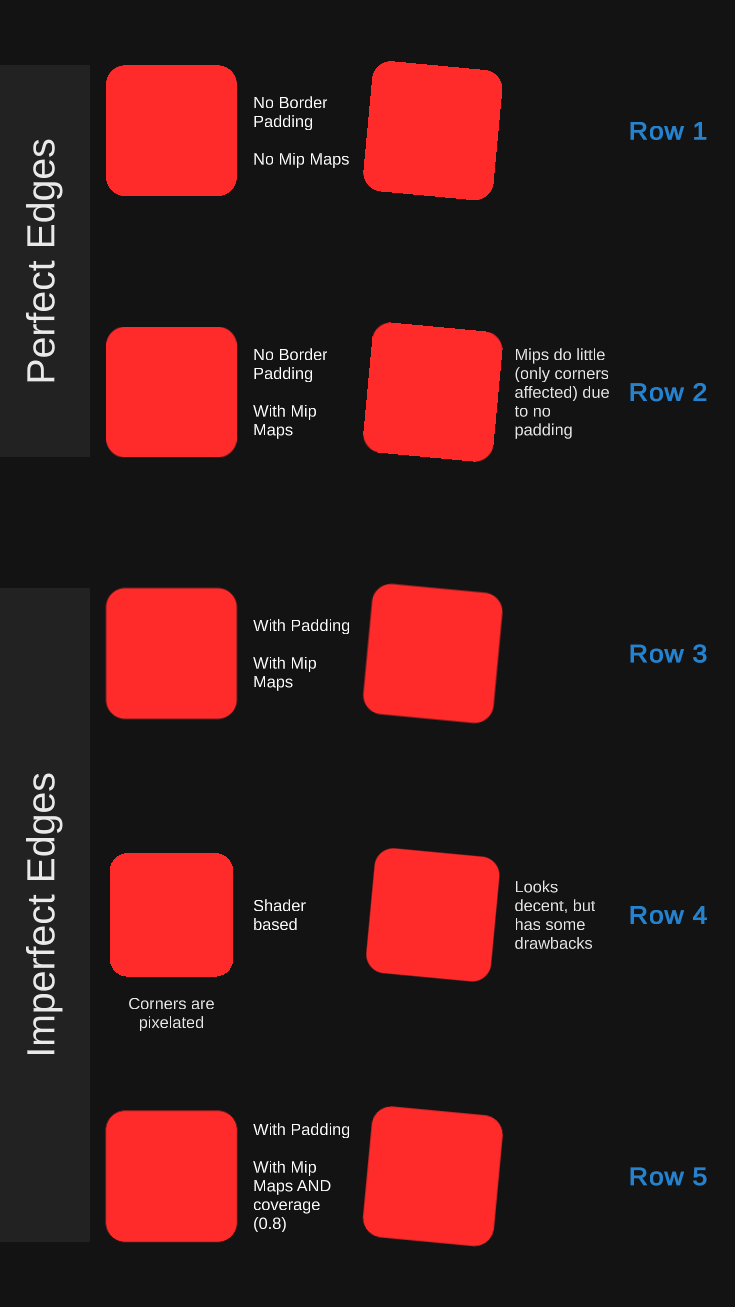 Perfect Edges
No Border
Padding
No Mip Maps
Row 1
No Border
Padding
With Mip
Maps
Mips do little
(only corners
affected) due
to no
padding
Row 2
Imperfect Edges
With Padding
With Mip
Maps
Row 3
Shader
based
Looks
decent, but
has some
drawbacks
Row 4
Corners are
pixelated
With Padding
With Mip
Maps AND
coverage
(0.8)
Row 5